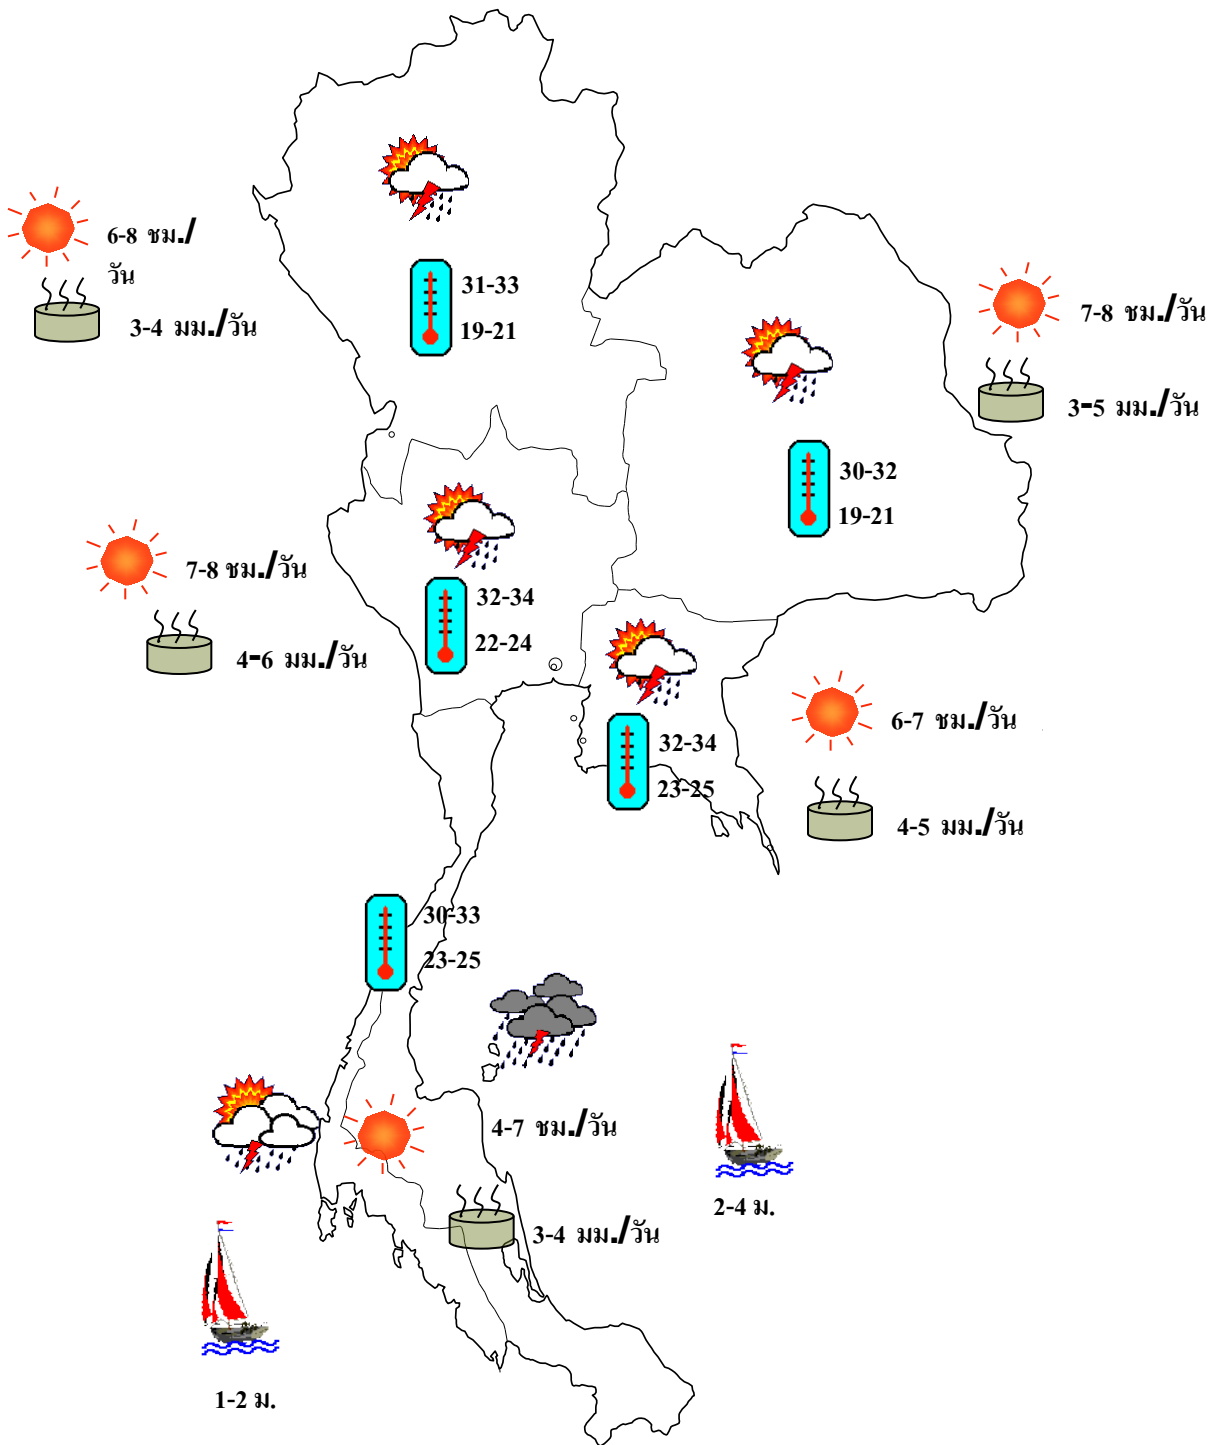 6-8 ชม./
วัน
3-4 มม./วัน
31-33
19-21
7-8 ชม./วัน
3-5 มม./วัน
30-32
19-21
7-8 ชม./วัน
4-6 มม./วัน
32-34
22-24
32-34
23-25
6-7 ชม./วัน
4-5 มม./วัน
30-33
23-25
4-7 ชม./วัน
3-4 มม./วัน
2-4 ม.
1-2 ม.